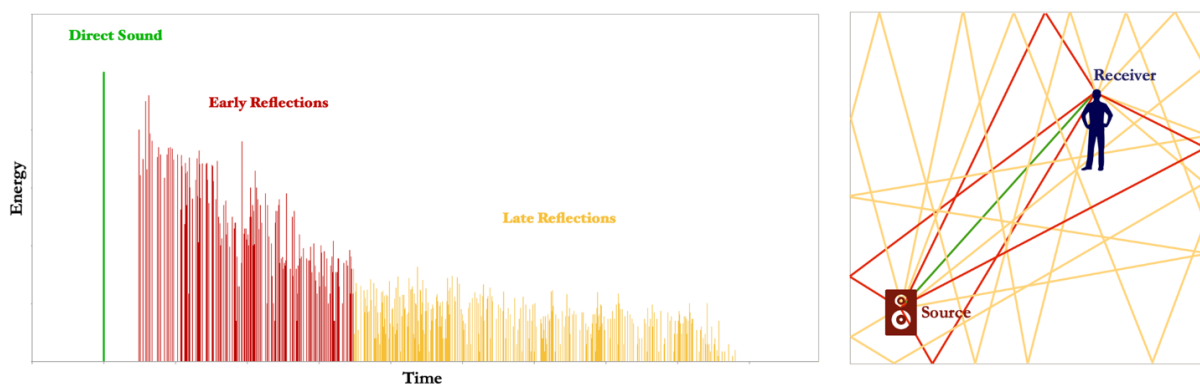 Direct Sound
Early Reflections
Late Reflections
Energy
Time
Receiver
Source